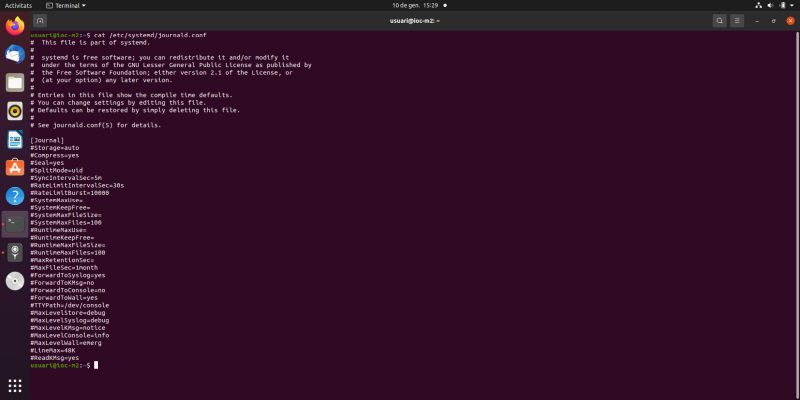 Activitats
Terminal
10 de gen. 15:29
usuari@ioc-m2: ~
usuari@ioc-m2:~$ cat /etc/systemd/journald.conf
#  This file is part of systemd.
#
#  systemd is free software; you can redistribute it and/or modify it
#  under the terms of the GNU Lesser General Public License as published by
#  the Free Software Foundation; either version 2.1 of the License, or
#  (at your option) any later version.
#
# Entries in this file show the compile time defaults.
# You can change settings by editing this file.
# Defaults can be restored by simply deleting this file.
#
# See journald.conf(5) for details.
[Journal]
#Storage=auto
#Compress=yes
#Seal=yes
#SplitMode=uid
#SyncIntervalSec=5m
#RateLimitIntervalSec=30s
#RateLimitBurst=10000
#SystemMaxUse=
#SystemKeepFree=
#SystemMaxFileSize=
#SystemMaxFiles=100
#RuntimeMaxUse=
#RuntimeKeepFree=
#RuntimeMaxFileSize=
#RuntimeMaxFiles=100
#MaxRetentionSec=
#MaxFileSec=1month
#ForwardToSyslog=yes
#ForwardToKMsg=no
#ForwardToConsole=no
#ForwardToWall=yes
#TTYPath=/dev/console
#MaxLevelStore=debug
#MaxLevelSyslog=debug
#MaxLevelKMsg=notice
#MaxLevelConsole=info
#MaxLevelWall=emerg
#LineMax=48K
#ReadKMsg=yes
usuari@ioc-m2:~$